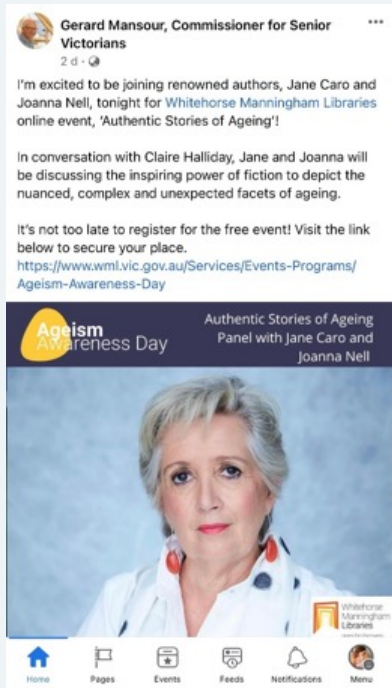 Gerard Mansour, Commissioner for Senior
Victorians
2 d ·
I'm excited to be joining renowned authors, Jane Caro and
Joanna Nell, tonight for Whitehorse Manningham Libraries
online event, 'Authentic Stories of Ageing'!
In conversation with Claire Halliday, Jane and Joanna will
be discussing the inspiring power of fiction to depict the
nuanced, complex and unexpected facets of ageing.
It's not too late to register for the free event! Visit the link
below to secure your place.
https://www.wml.vic.gov.au/Services/Events-Programs/
Ageism-Awareness-Day
Ageism
Awareness Day
Authentic Stories of Ageing
Panel with Jane Caro and
Joanna Nell
Whitehorse
Manningham
Libraries
Home
Pages
Events
Feeds
Notifications
Menu